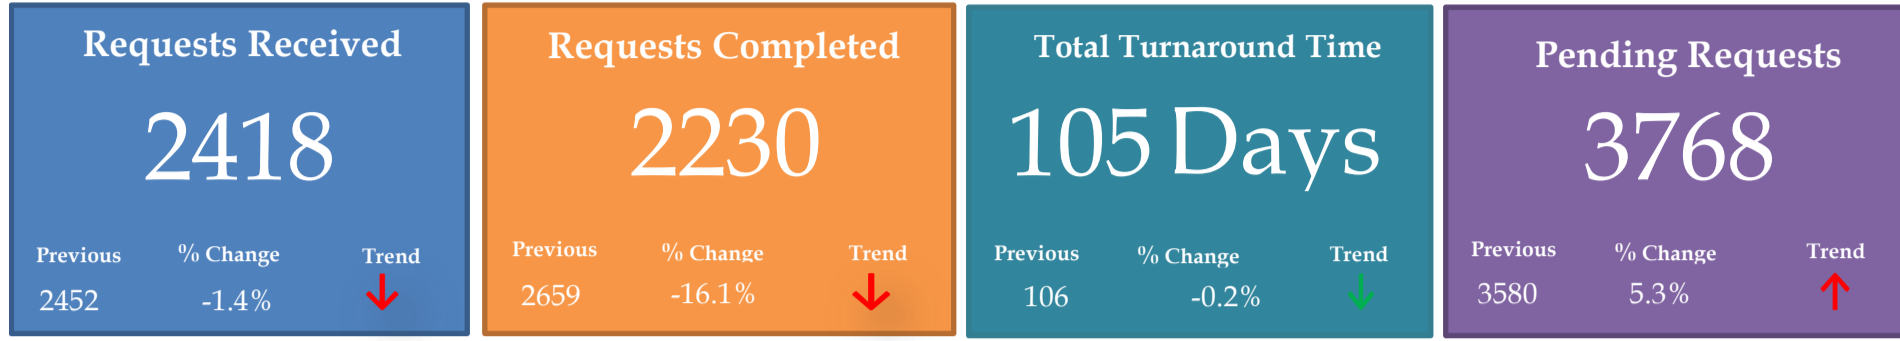 Requests Received
2418
Previous % Change Trend
2452 -1.4%
Requests Completed
2230
Previous % Change Trend
2659 -16.1%
Total Turnaround Time
105 Days
Previous % Change Trend
106 -0.2%
Pending Requests
3768
Previous % Change Trend
3580 5.3%